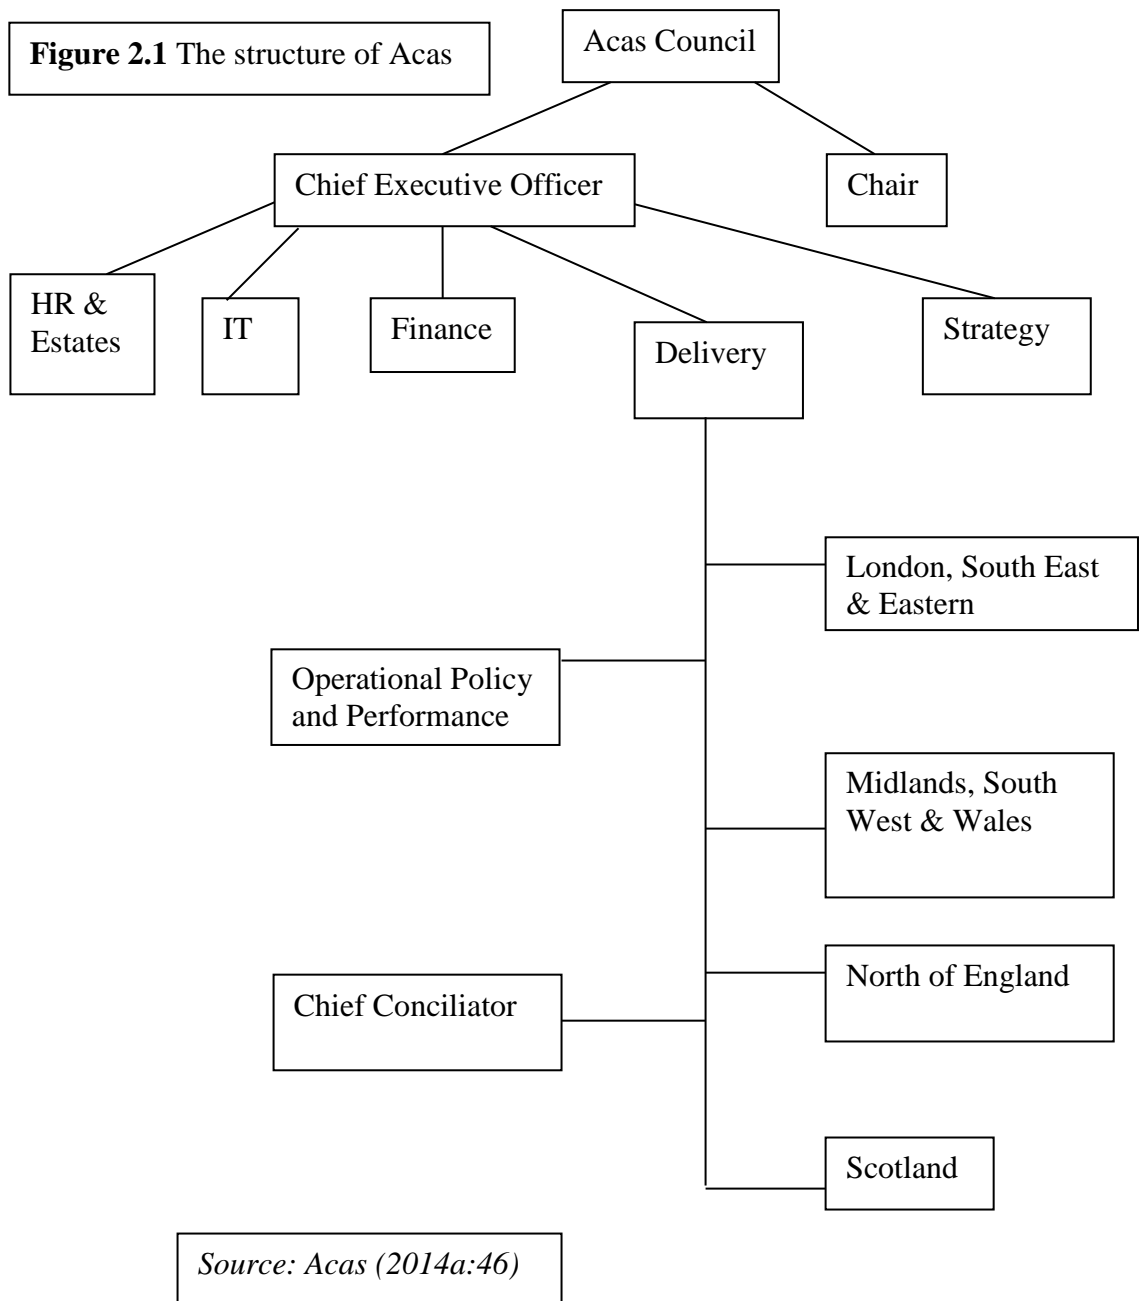 Figure 2.1 The structure of Acas
Acas Council
Chief Executive Officer
Chair
HR &
Estates
IT
Finance
Delivery
Strategy
London, South East
& Eastern
Operational Policy
and Performance
Midlands, South
West & Wales
North of England
Chief Conciliator
Scotland
Source: Acas (2014a:46)